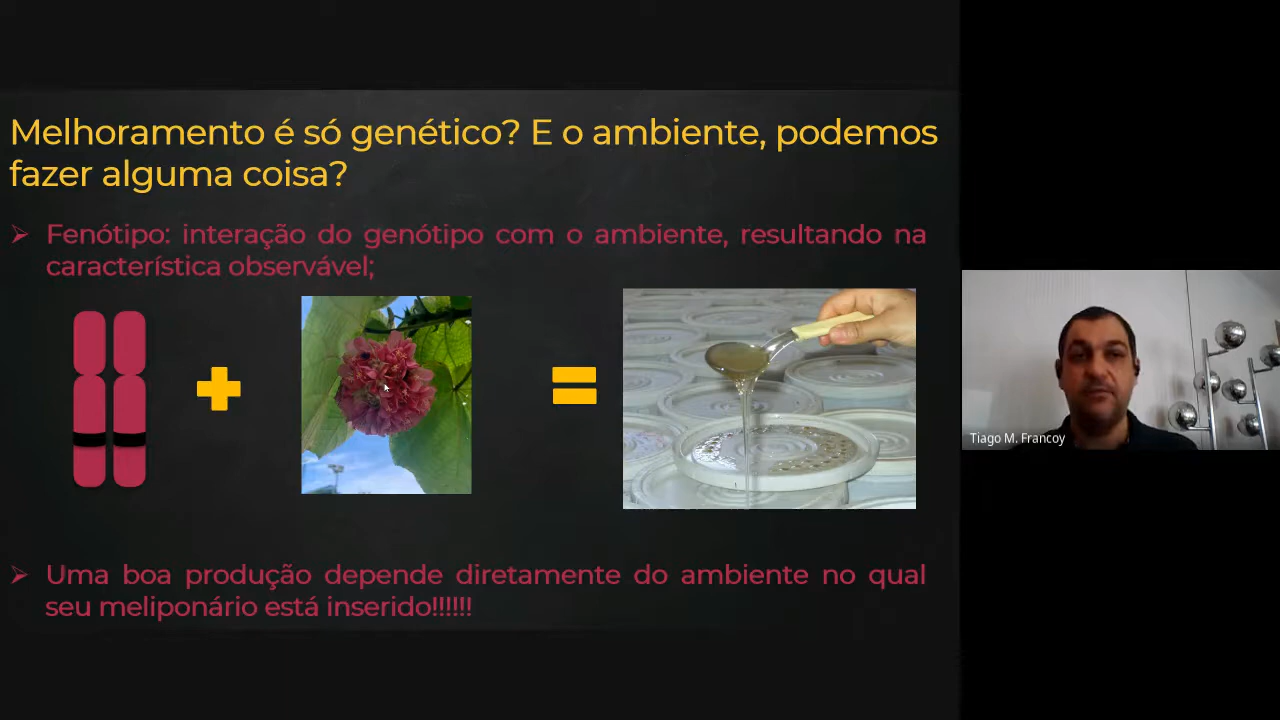 Melhoramento é só genético? E o ambiente, podemos
fazer alguma coisa?
Fenótipo: interação do genótipo com o ambiente, resultando na
característica observável;
Uma boa produção depende diretamente do ambiente no qual
seu meliponário está inserido!!!!!!
Tiago M. Francoy